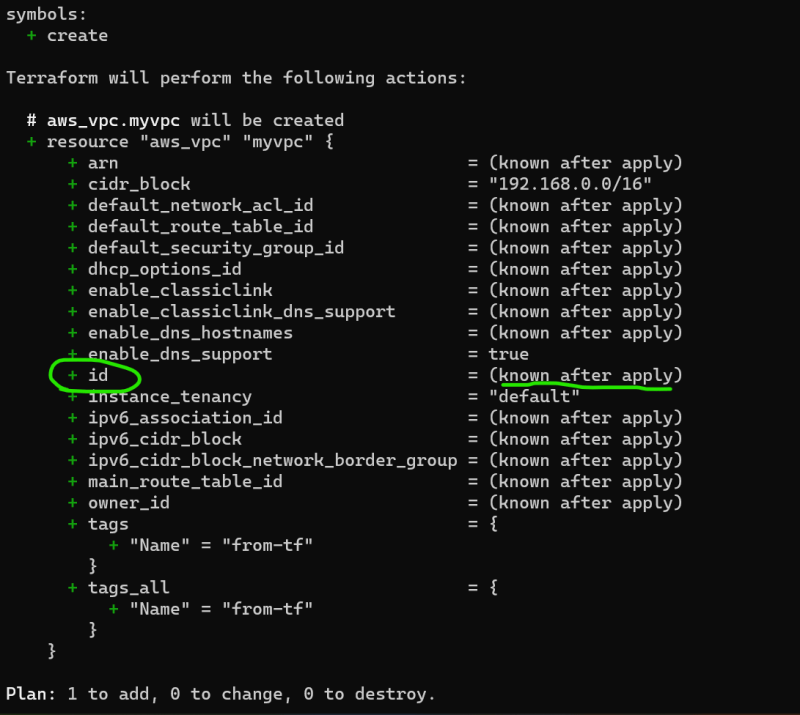 symbols:
  + create

Terraform will perform the following actions:

  # aws_vpc.myvpc will be created
  + resource "aws_vpc" "myvpc" {
      + arn                                  = (known after apply)
      + cidr_block                           = "192.168.0.0/16"
      + default_network_acl_id               = (known after apply)
      + default_route_table_id               = (known after apply)
      + default_security_group_id            = (known after apply)
      + dhcp_options_id                      = (known after apply)
      + enable_classiclink                   = (known after apply)
      + enable_classiclink_dns_support       = (known after apply)
      + enable_dns_hostnames                 = (known after apply)
      + enable_dns_support                   = true
      + id                                   = (known after apply)
      + instance_tenancy                     = "default"
      + ipv6_association_id                  = (known after apply)
      + ipv6_cidr_block                      = (known after apply)
      + ipv6_cidr_block_network_border_group = (known after apply)
      + main_route_table_id                  = (known after apply)
      + owner_id                             = (known after apply)
      + tags                                 = {
          + "Name" = "from-tf"
        }
      + tags_all                             = {
          + "Name" = "from-tf"
        }
    }

Plan: 1 to add, 0 to change, 0 to destroy.